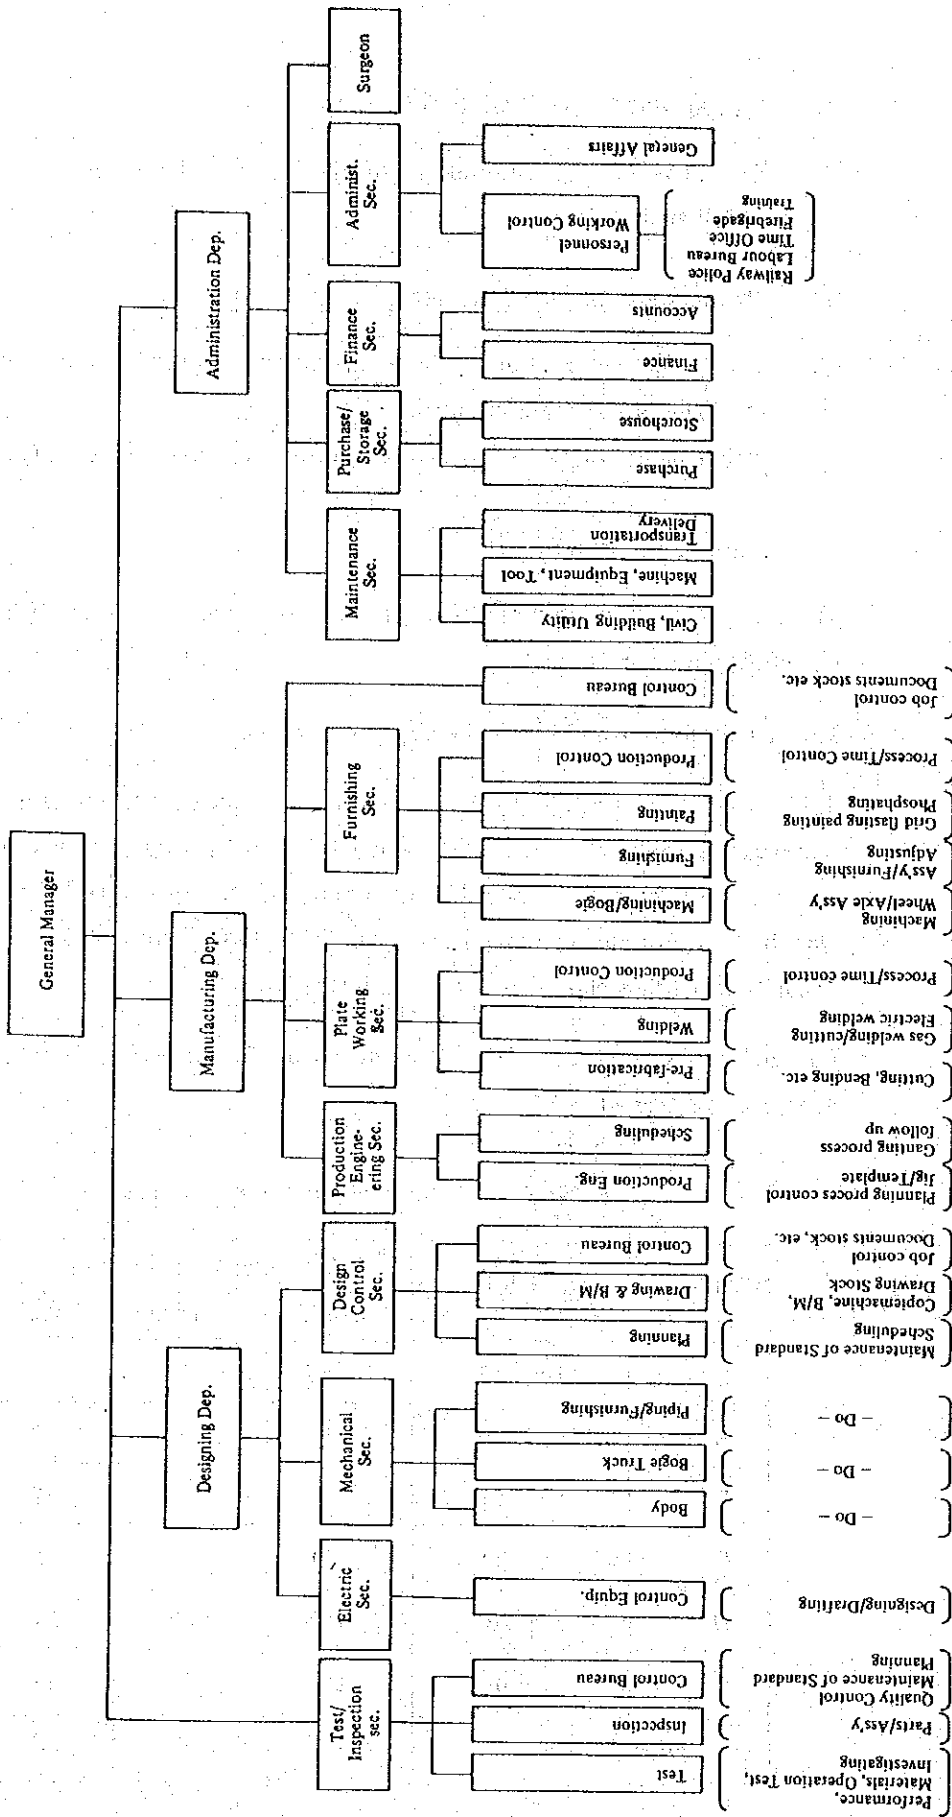 General Manager
Designing Dep.
Manufacturing Dep.
Administration Dep.
Test/
Inspection
sec.
Electric
Sec.
Mechanical
Sec.
Design
Control
Sec.
Production
Engine-
ering Sec.
Plate
Working
Sec.
Furnishing
Sec.
Maintenance
Sec.
Purchase/
Storage
Sec.
Finance
Sec.
Administ.
Sec.
Surgeon
Test
Inspection
Control Bureau
Control Equip.
Body
Bogie Truck
Piping/Furnishing
Planning
Drawing & B/M
Control Bureau
Production Eng.
Scheduling
Pre-fabrication
Welding
Production Control
Machining/Bogie
Furnishing
Painting
Production Control
Control Bureau
Civil, Building Utility
Machine, Equipment, Tool
Transportation
Delivery
Purchase
Storehouse
Finance
Accounts
Personnel
Working Control
General Affairs
Railway Police
Labour Bureau
Time Office
Firebrigade
Training
Performance,
Materials, Operation Test,
Investigating
Parts/Ass'y
Quality Control
Maintenance of Standard
Planning
Designing/Drafting
– Do –
– Do –
– Do –
Maintenance of Standard
Scheduling
Copiemachine, B/M,
Drawing Stock
Job control
Documents stock, etc.
Planning proces control
Jig/Template
Ganting process
follow up
Cutting, Bending etc.
Gas welding/cutting
Electric welding
Process/Time control
Machining
Wheel/Axle Ass'y
Ass'y/Furnishing
Adjusting
Grid flasting painting
Phosphating
Process/Time Control
Job control
Documents stock etc.